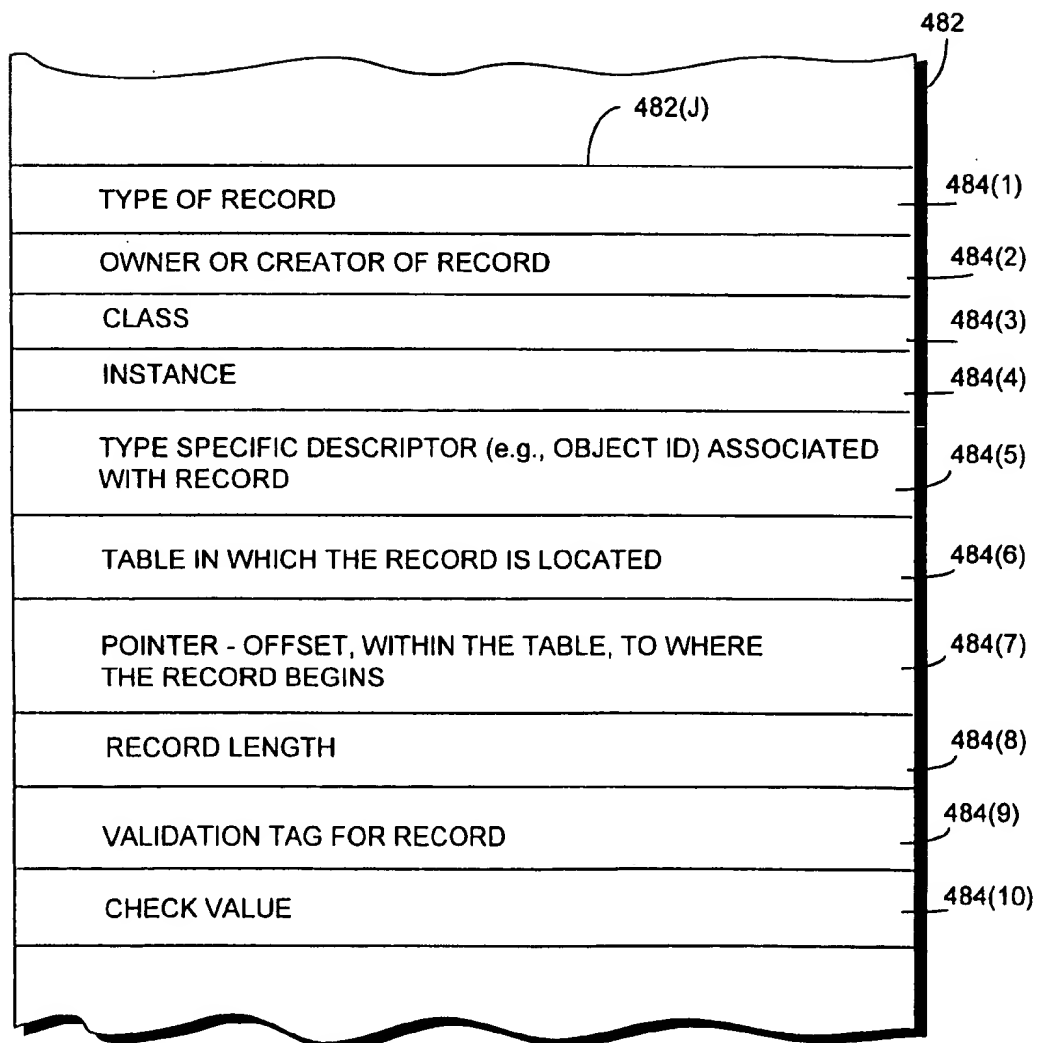 482
482(J)
TYPE OF RECORD
484(1)
OWNER OR CREATOR OF RECORD
484(2)
CLASS
484(3)
INSTANCE
484(4)
TYPE SPECIFIC DESCRIPTOR (e.g., OBJECT ID) ASSOCIATED
WITH RECORD
484(5)
TABLE IN WHICH THE RECORD IS LOCATED
484(6)
POINTER - OFFSET, WITHIN THE TABLE, TO WHERE
THE RECORD BEGINS
484(7)
RECORD LENGTH
484(8)
VALIDATION TAG FOR RECORD
484(9)
CHECK VALUE
484(10)